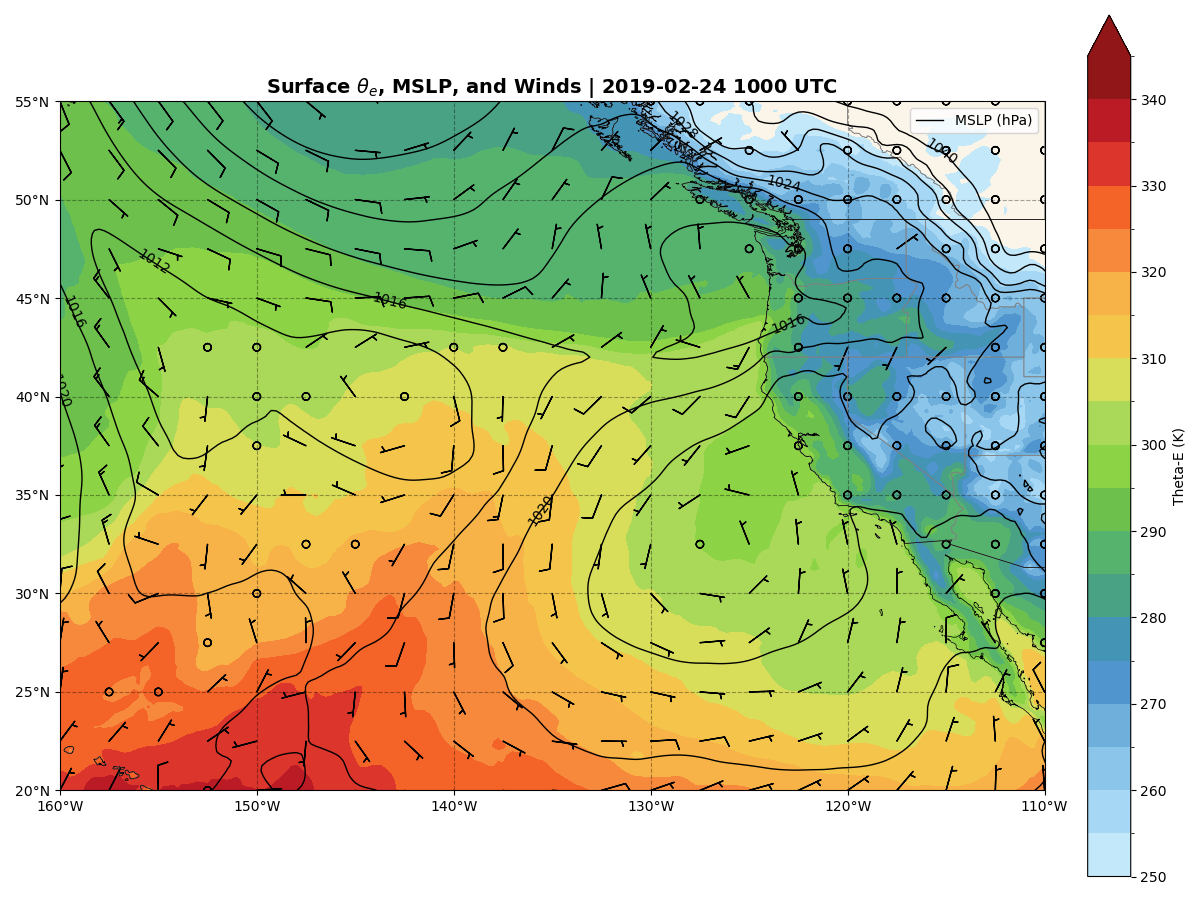 Surface θe, MSLP, and Winds | 2019-02-24 1000 UTC
MSLP (hPa)
55°N
50°N
45°N
40°N
35°N
30°N
25°N
20°N
160°W
150°W
140°W
130°W
120°W
110°W
1028
1040
1024
1012
1016
1016
1016
1020
1020
340
330
320
310
300
290
280
270
260
250
Theta-E (K)